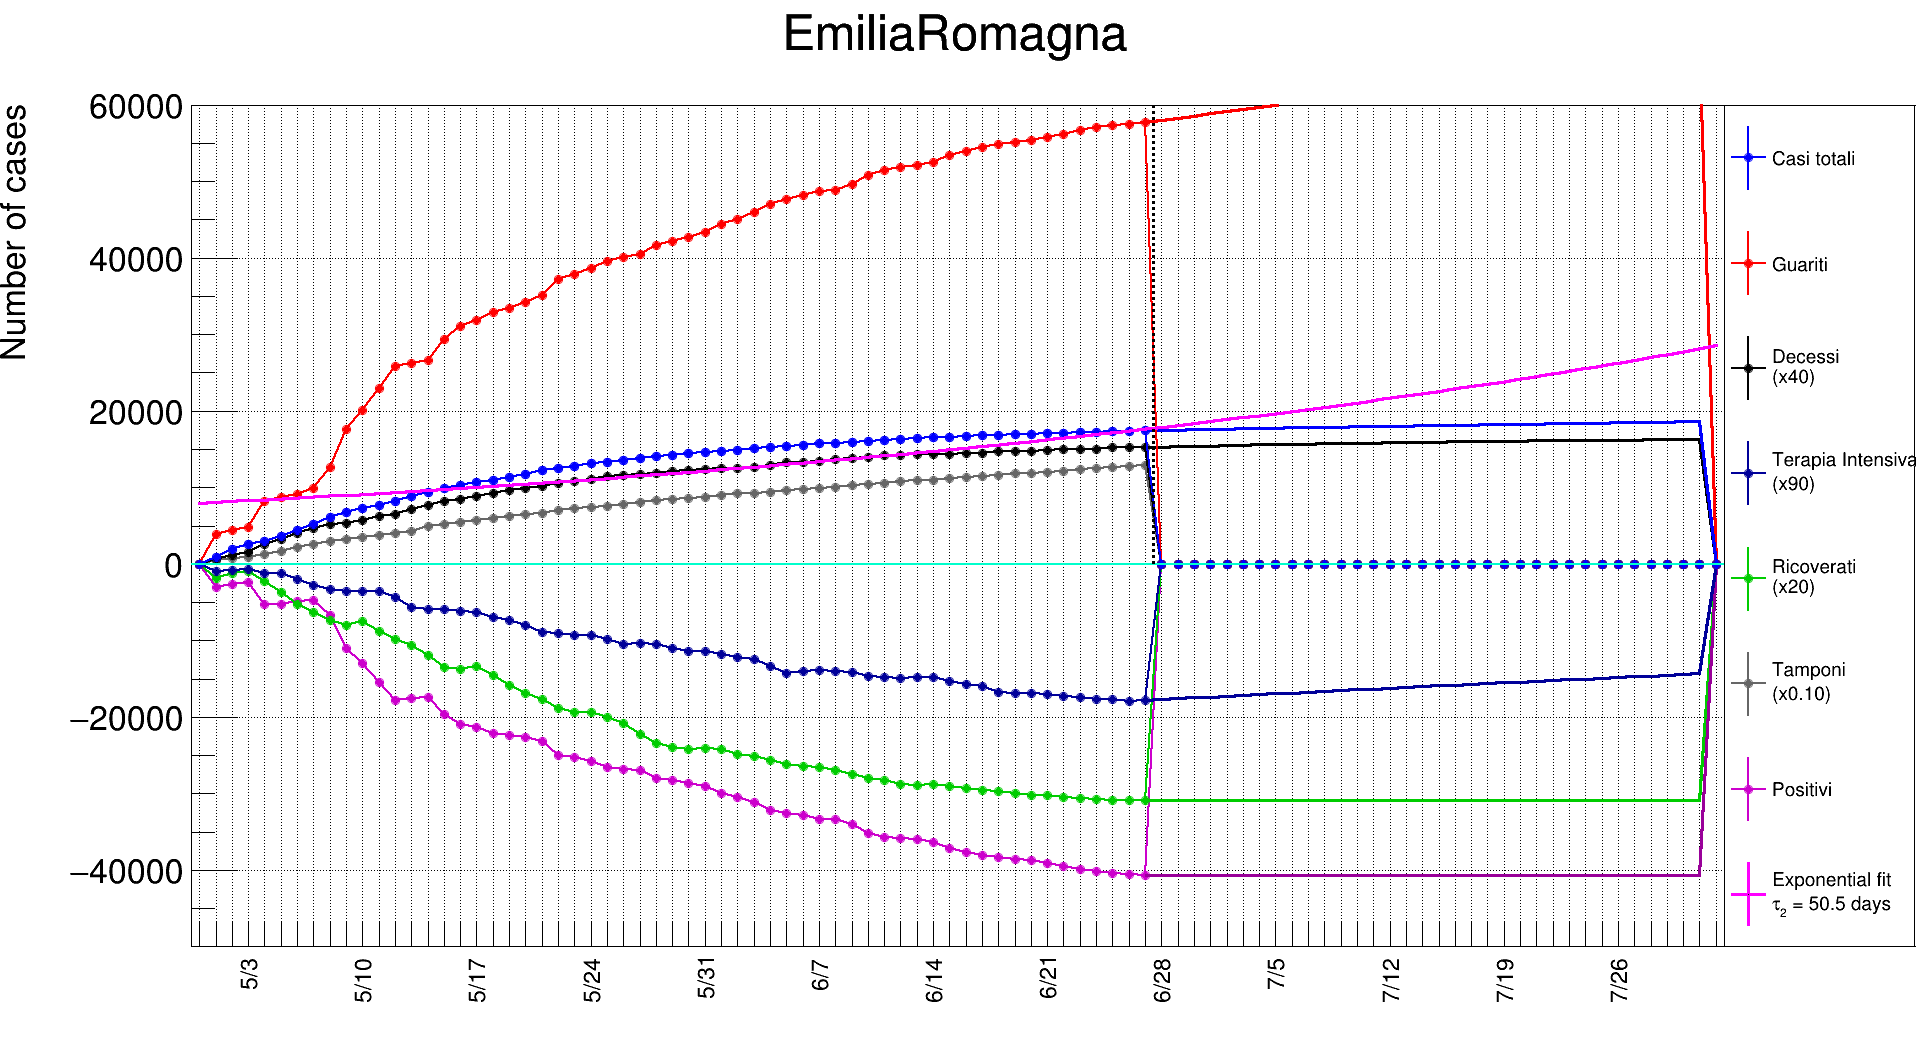 EmiliaRomagna
Number of cases
60000
40000
20000
0
−20000
−40000
5/3
5/10
5/17
5/24
5/31
6/7
6/14
6/21
6/28
7/5
7/12
7/19
7/26
Casi totali
Guariti
Decessi
(x40)
Terapia Intensiva
(x90)
Ricoverati
(x20)
Tamponi
(x0.10)
Positivi
Exponential fit
τ2 = 50.5 days